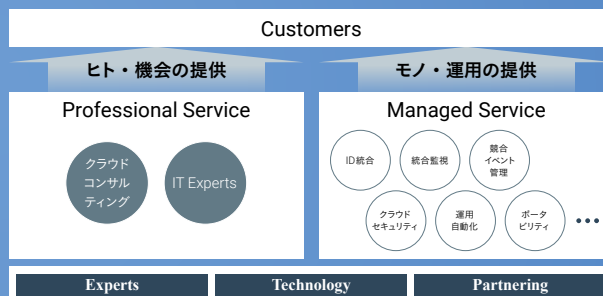 Customers
ヒト・機会の提供
モノ・運用の提供
Professional Service
Managed Service
クラウド
コンサル
ティング
IT Experts
ID統合
統合監視
競合
イベント
管理
クラウド
セキュリティ
運用
自動化
ポータ
ビリティ
•••
Experts
Technology
Partnering